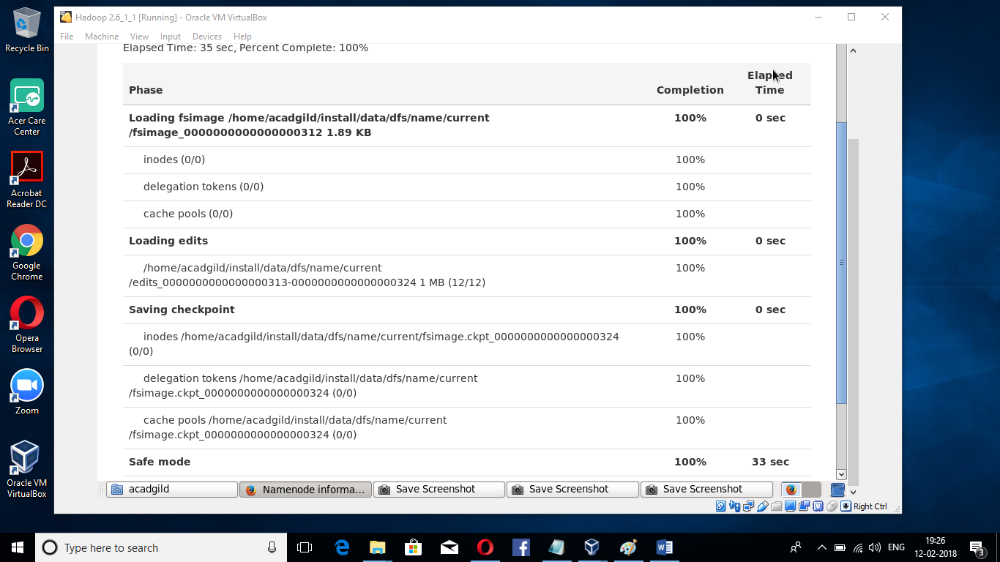 Recycle Bin
Acer Care
Center
Acrobat
Reader DC
Google
Chrome
Opera
Browser
Zoom
Oracle VM
VirtualBox
Hadoop 2.6_1_1 [Running] - Oracle VM VirtualBox
File Machine View Input Devices Help
Elapsed Time: 35 sec, Percent Complete: 100%
Phase Completion Elapsed Time
Loading fsimage /home/acadgild/install/data/dfs/name/current 100% 0 sec
/fsimage_0000000000000000312 1.89 KB
inodes (0/0) 100%
delegation tokens (0/0) 100%
cache pools (0/0) 100%
Loading edits 100% 0 sec
/home/acadgild/install/data/dfs/name/current 100%
/edits_0000000000000000313-0000000000000000324 1 MB (12/12)
Saving checkpoint 100% 0 sec
inodes /home/acadgild/install/data/dfs/name/current/fsimage.ckpt_0000000000000000324 100%
(0/0)
delegation tokens /home/acadgild/install/data/dfs/name/current 100%
/fsimage.ckpt_0000000000000000324 (0/0)
cache pools /home/acadgild/install/data/dfs/name/current 100%
/fsimage.ckpt_0000000000000000324 (0/0)
Safe mode 100% 33 sec
acadgild Namenode informa... Save Screenshot Save Screenshot Save Screenshot
Right Ctrl
Type here to search
ENG
19:26
12-02-2018
3